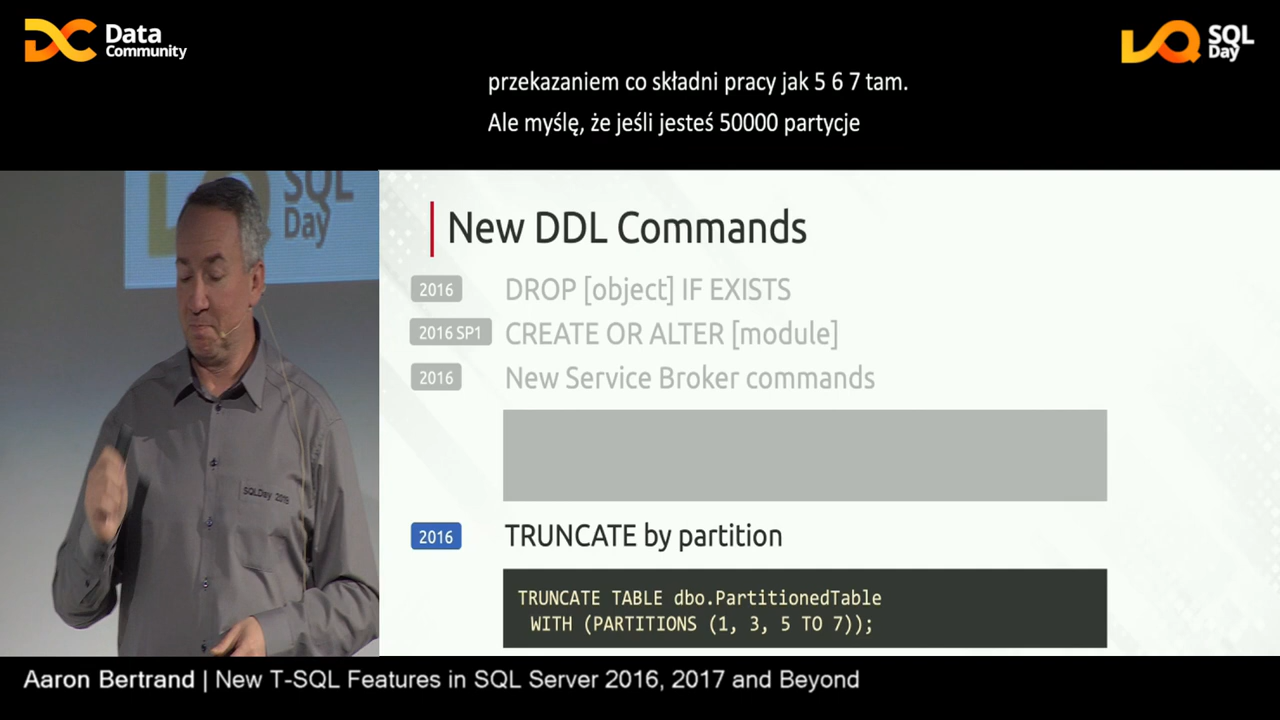 Data
Community
SQL
Day
przekazaniem co składni pracy jak 5 6 7 tam.
Ale myślę, że jeśli jesteś 50000 partycje
SQL
Day
SQLDay 2019
New DDL Commands
2016 DROP [object] IF EXISTS
2016 SP1 CREATE OR ALTER [module]
2016 New Service Broker commands
2016 TRUNCATE by partition
TRUNCATE TABLE dbo.PartitionedTable
WITH (PARTITIONS (1, 3, 5 TO 7));
Aaron Bertrand | New T-SQL Features in SQL Server 2016, 2017 and Beyond